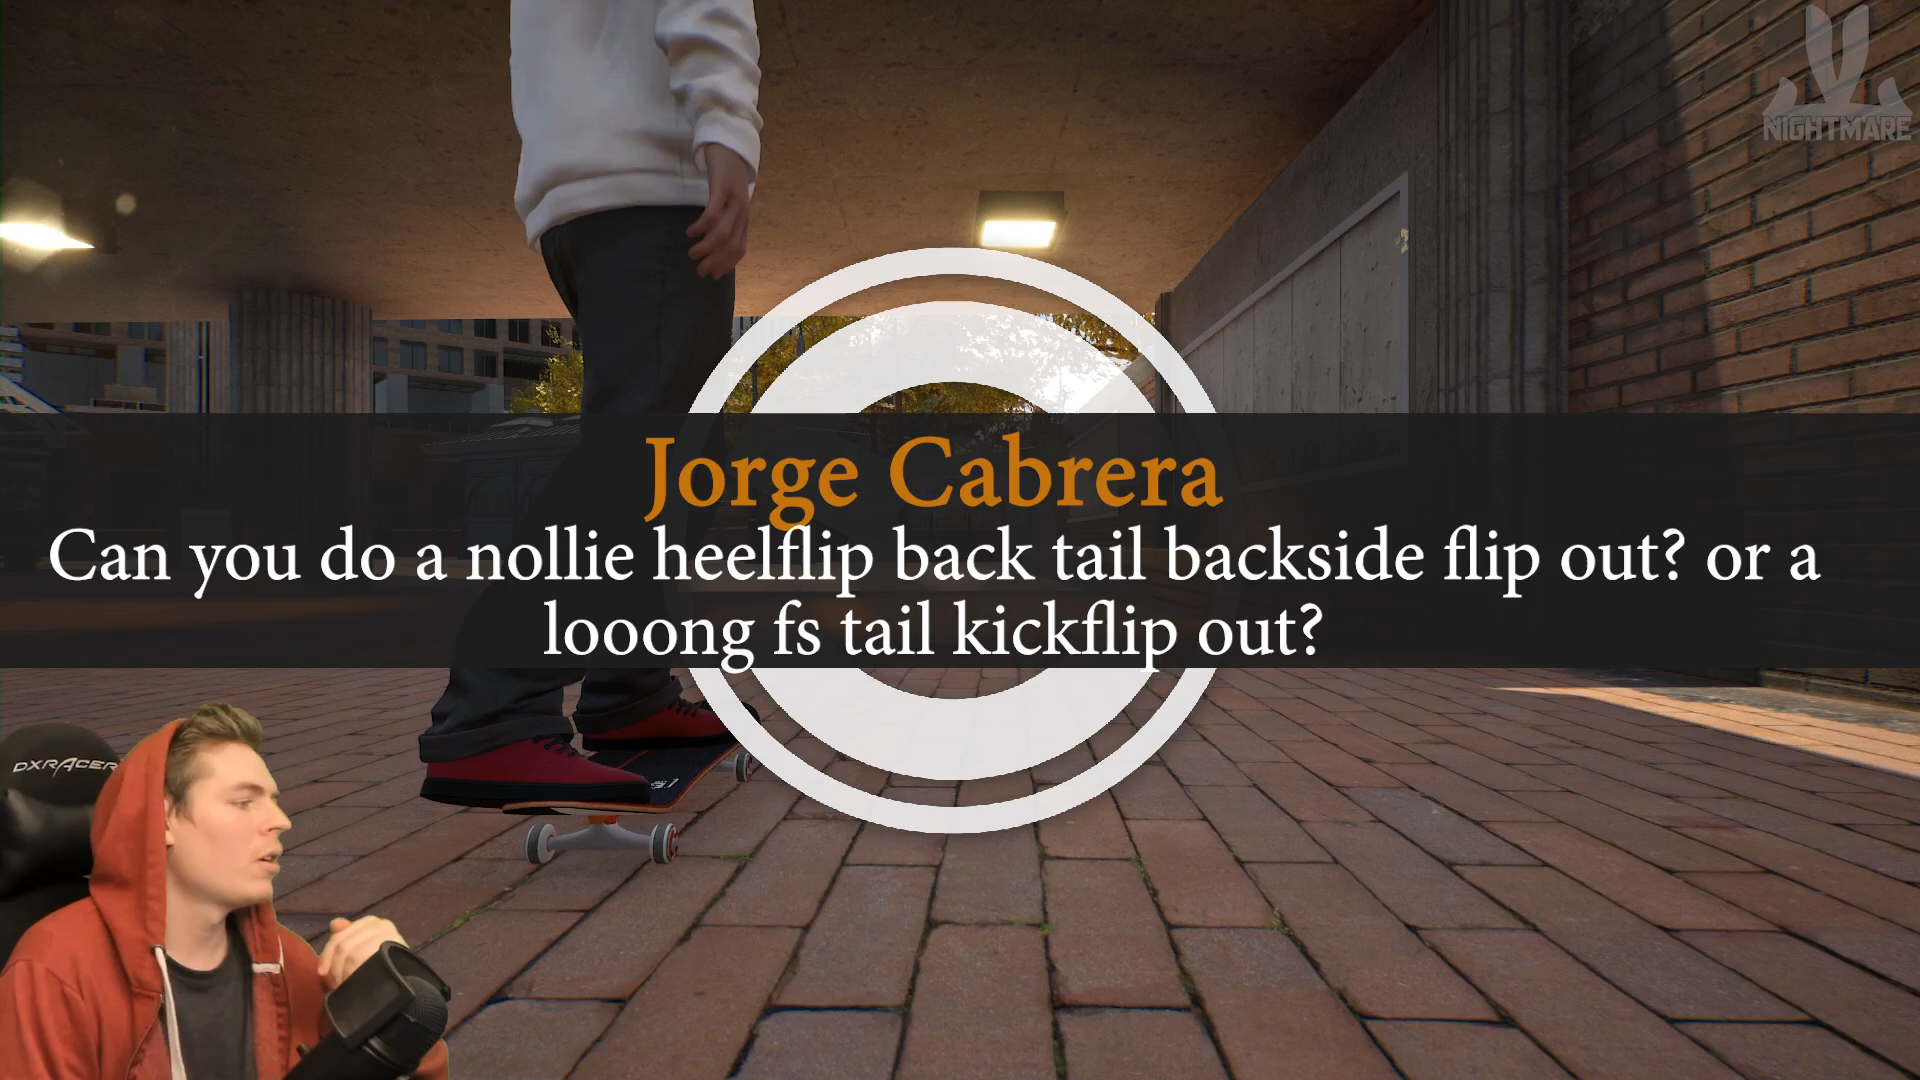 NIGHTMARE
Jorge Cabrera
Can you do a nollie heelflip back tail backside flip out? or a
looong fs tail kickflip out?
DXRACER